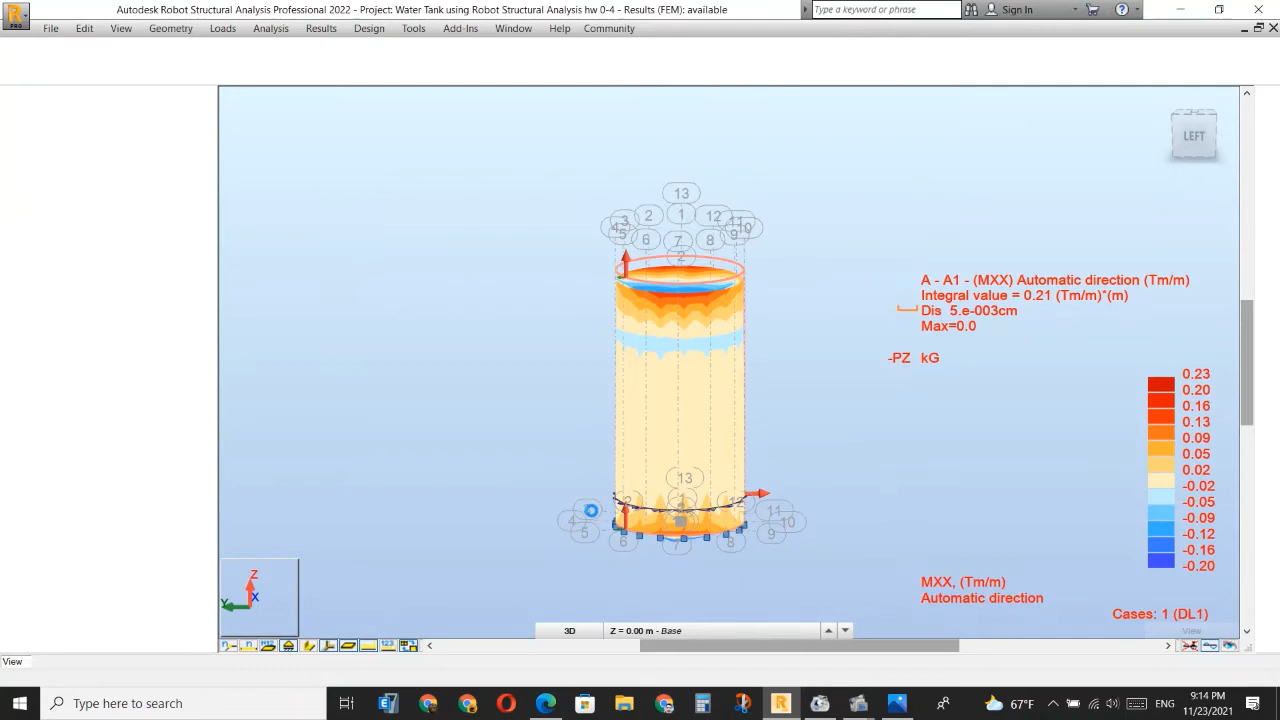 Autodesk Robot Structural Analysis Professional 2022 - Project: Water Tank using Robot Structural Analysis hw 0-4 - Results (FEM): available
Type a keyword or phrase
Sign In
PRO
File Edit View Geometry Loads Analysis Results Tools Design Add-Ins Window Help Community
LEFT
13
3 2 1 12 11
4 5 10
6 7 8 9
2
A - A1 - (MXX) Automatic direction (Tm/m)
Integral value = 0.21 (Tm/m)*(m)
Dis 5.e-003cm
Max=0.0
-PZ kG
0.23
0.20
0.16
0.13
0.09
0.05
0.02
-0.02
-0.05
-0.09
-0.12
-0.16
-0.20
13
2 1 12 11
4 10
5 9
6 7 8
MXX, (Tm/m)
Automatic direction
Cases: 1 (DL1)
Z
X
Y
3D
Z = 0.00 m - Base
View
View
Type here to search
67°F
ENG
9:14 PM
11/23/2021